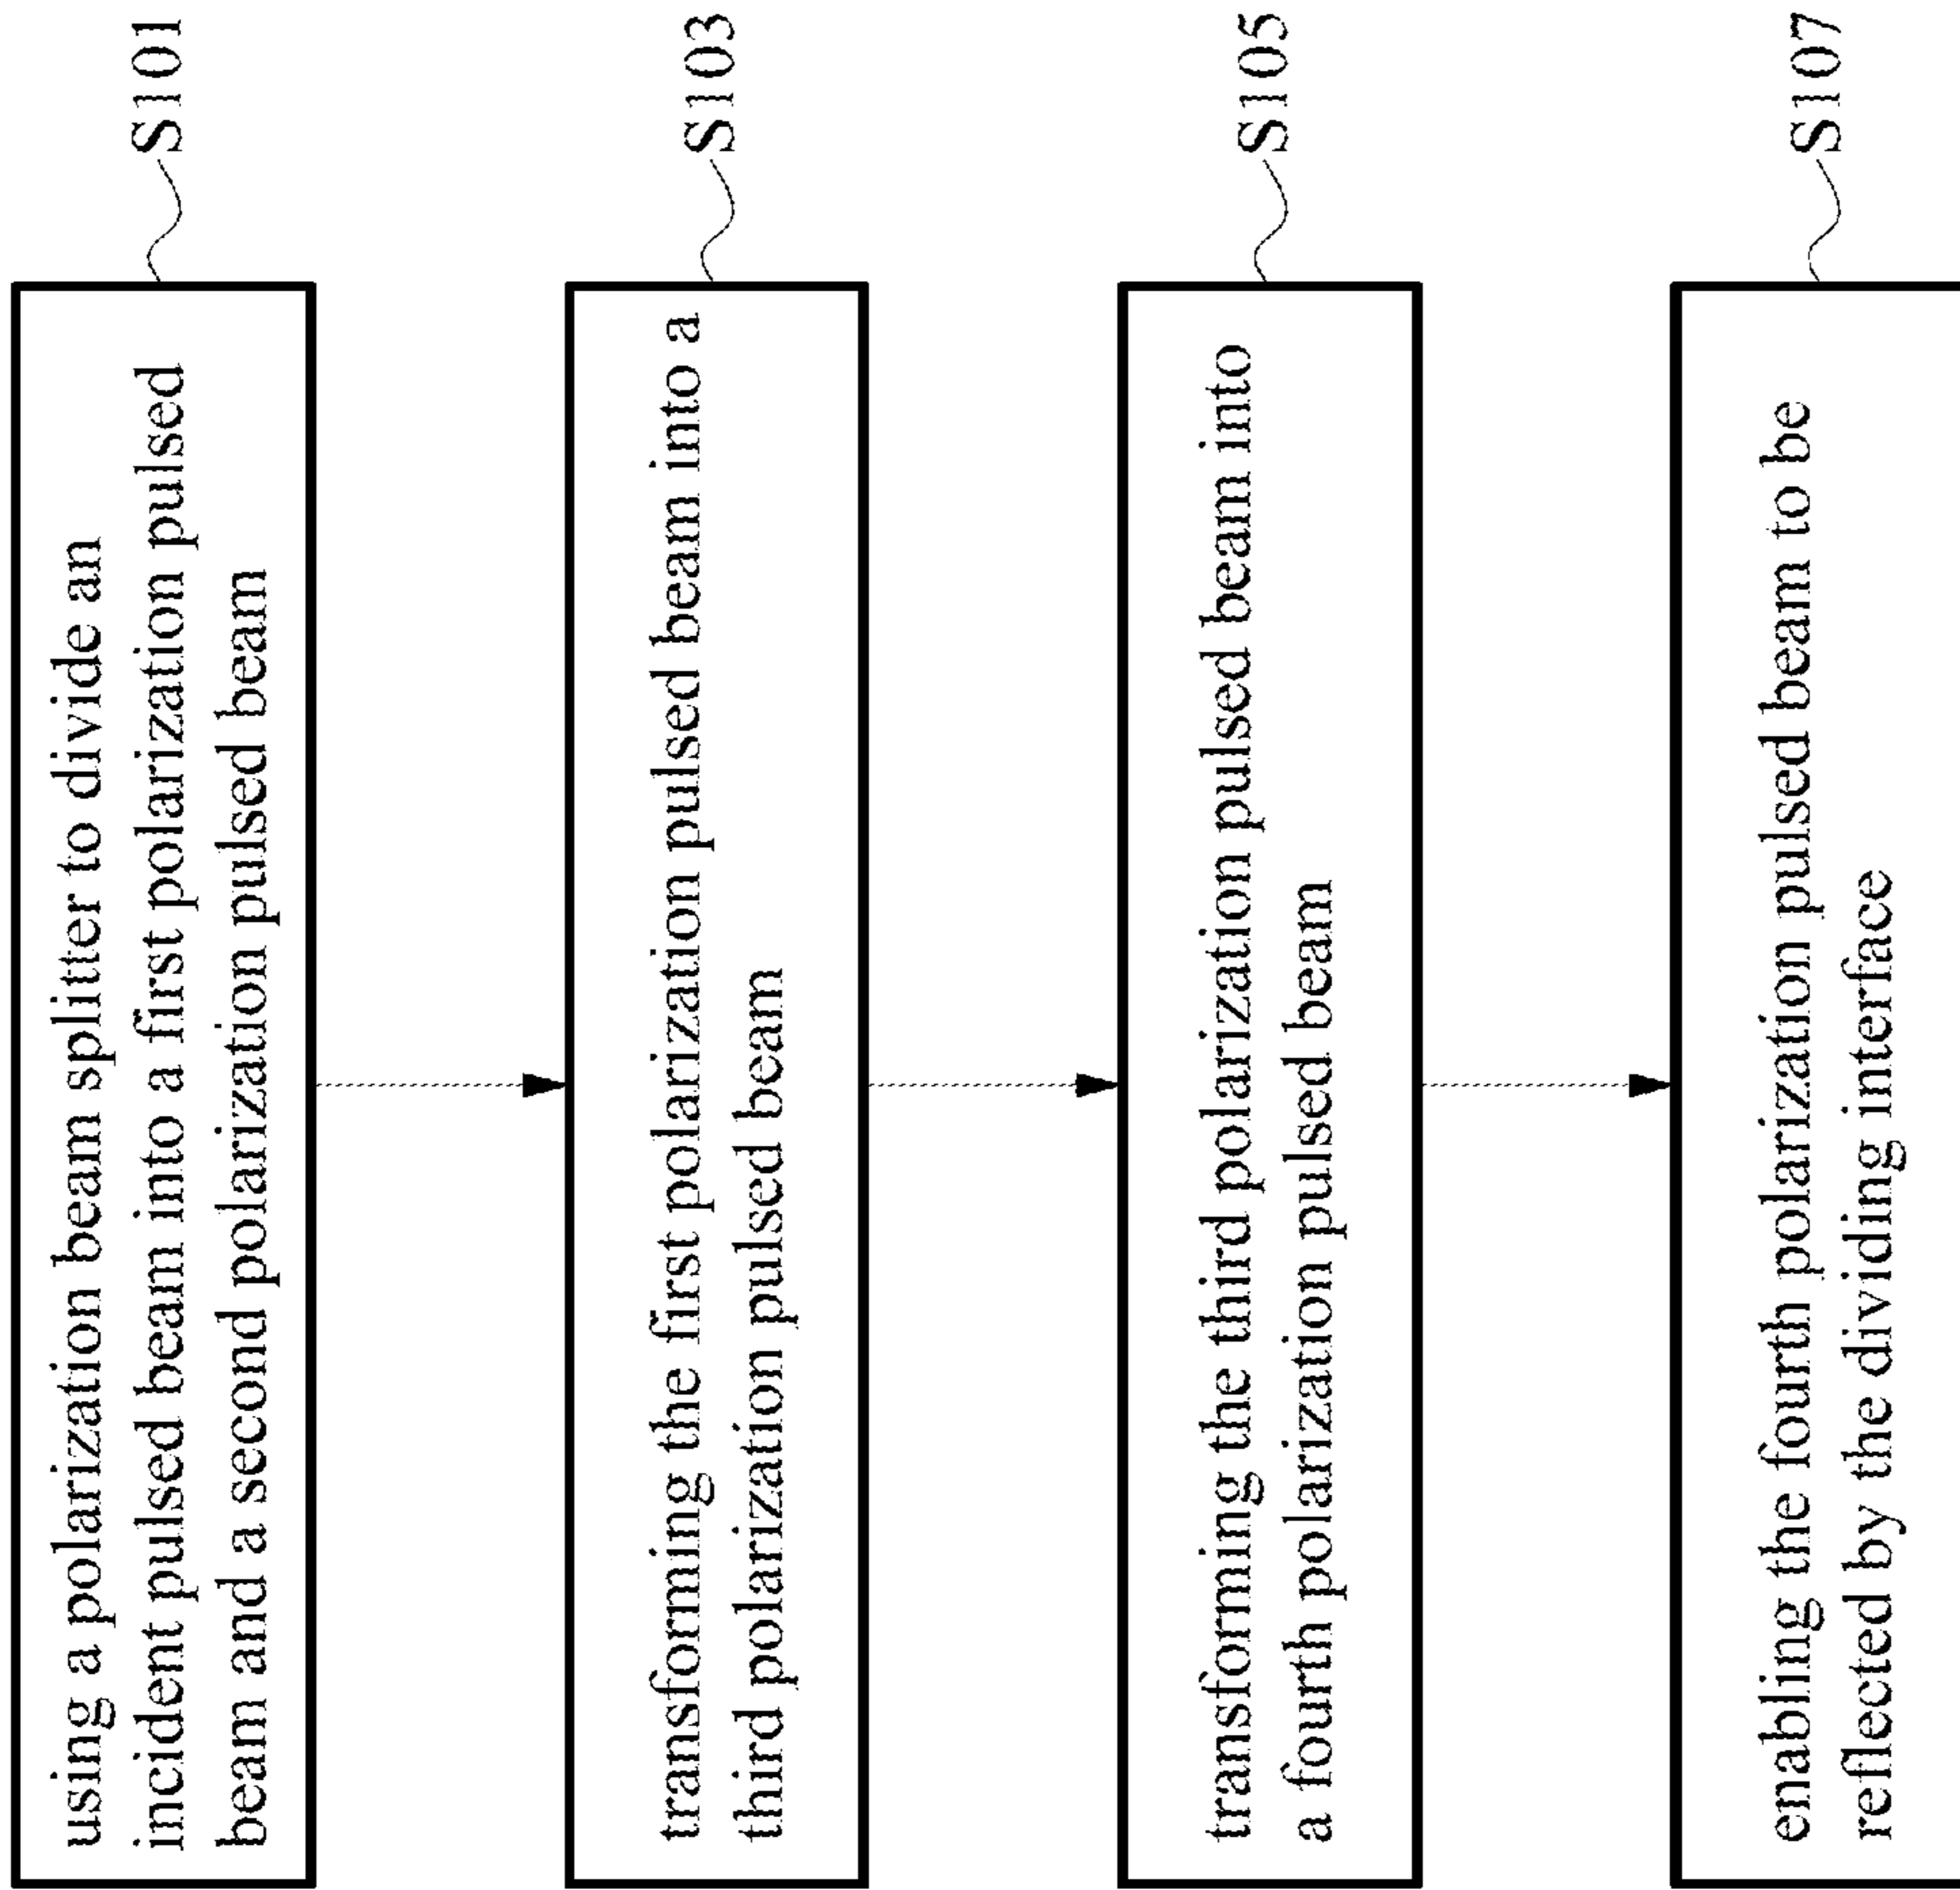 using a polarization beam splitter to divide an
incident pulsed beam into a first polarization pulsed
beam and a second polarization pulsed beam
S101
transforming the first polarization pulsed beam into a
third polarization pulsed beam
S103
transforming the third polarization pulsed beam into
a fourth polarization pulsed beam
S105
enabling the fourth polarization pulsed beam to be
reflected by the dividing interface
S107